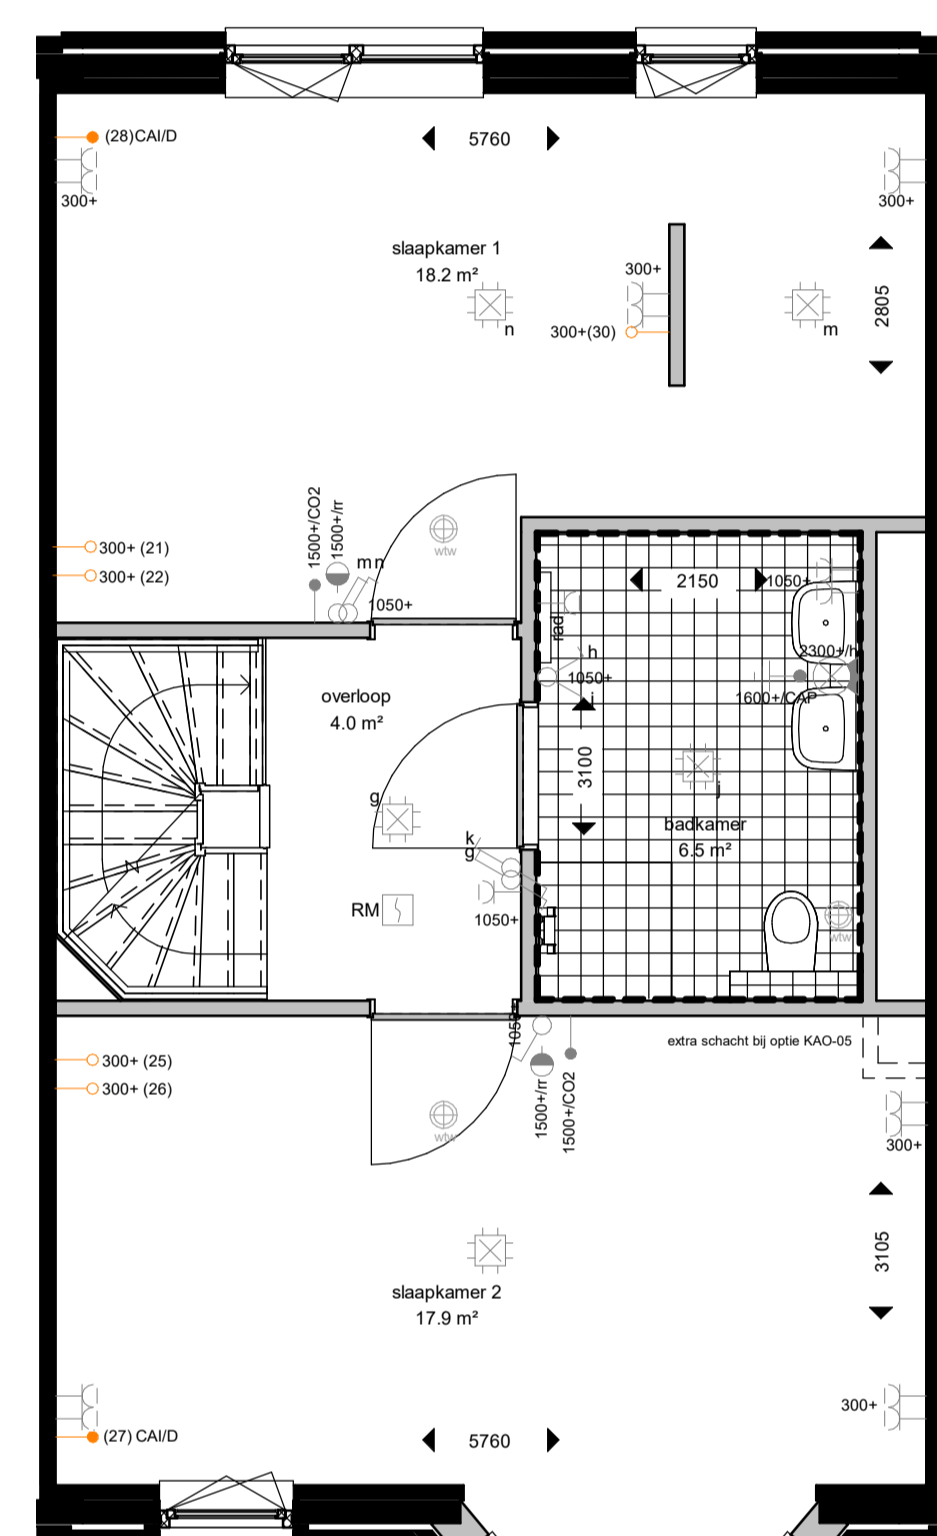 (28)CAI/D
5760
300+
300+
slaapkamer 1
18.2 m²
300+
2805
n
300+(30)
m
1500+/CO2
1500+/rr
wtw
300+ (21)
300+ (22)
m n
1050+
2150
1050+
rad
h
2300+/h
1050+
i
1600+/CAP
overloop
4.0 m²
3100
j
g
badkamer
6.5 m²
k
g
RM
1050+
wtw
1050+
extra schacht bij optie KAO-05
300+ (25)
300+ (26)
1500+/rr
1500+/CO2
wtw
300+
3105
slaapkamer 2
17.9 m²
300+
(27) CAI/D
5760